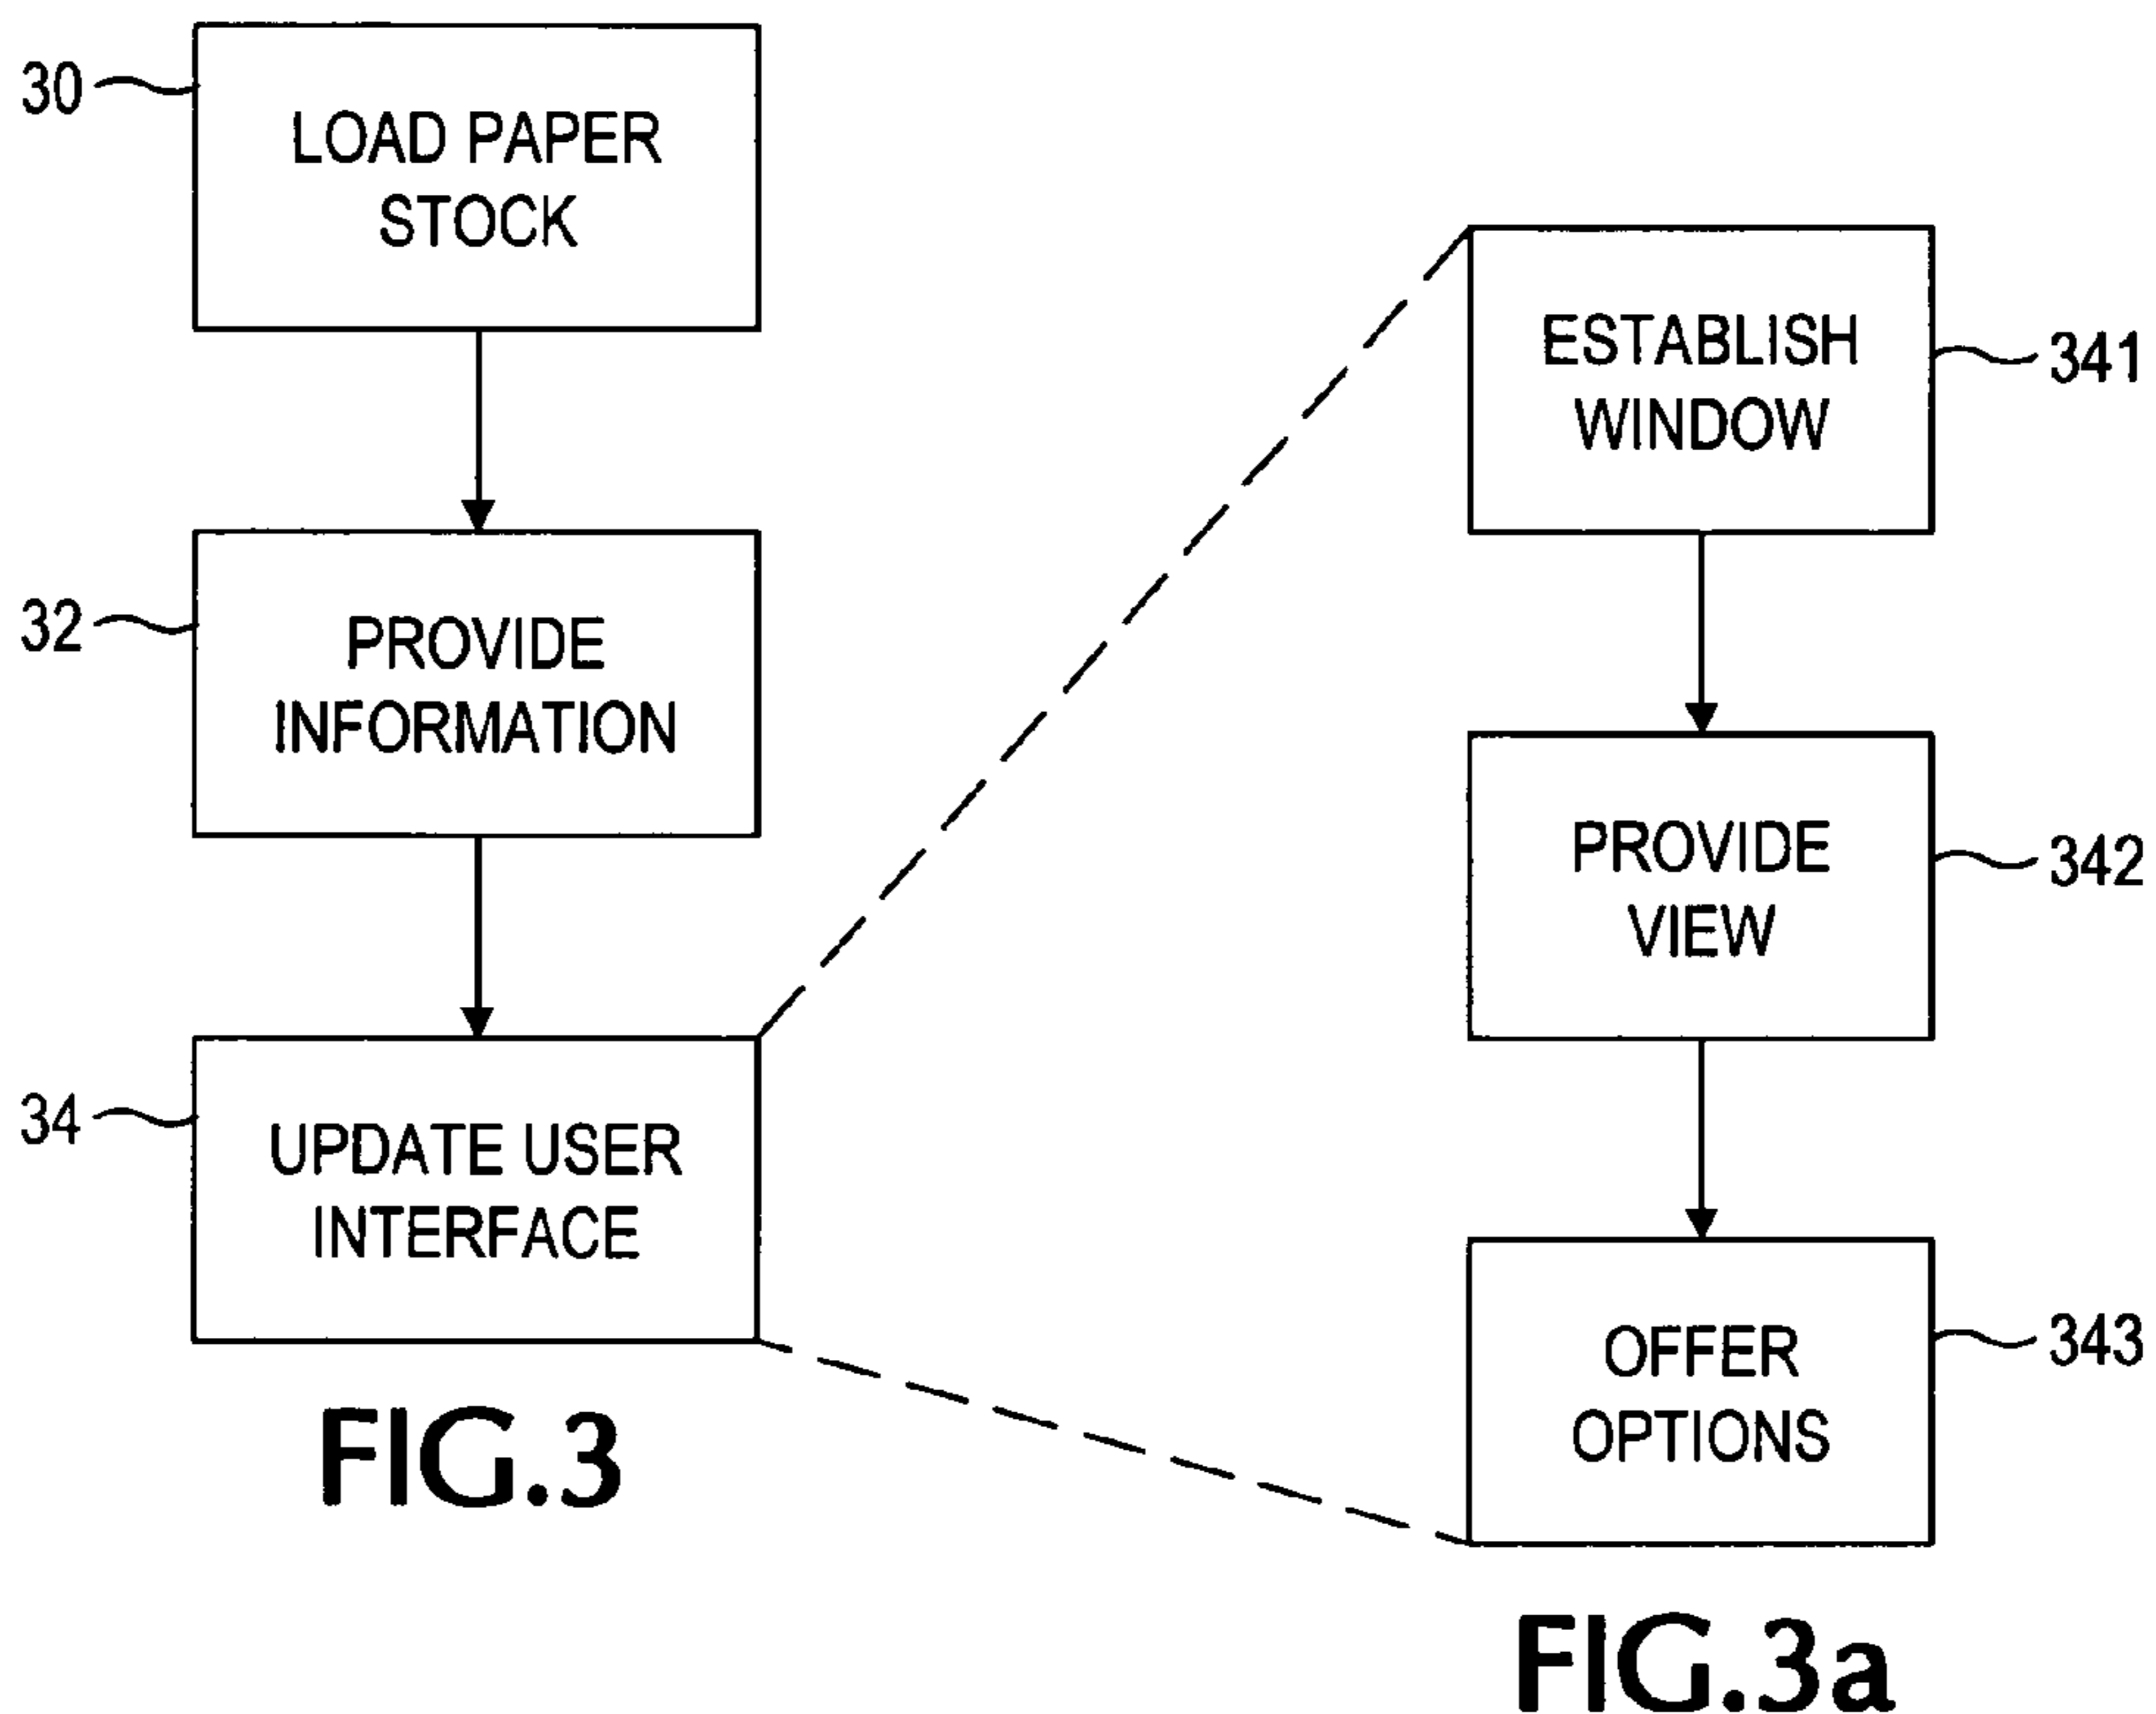 30
LOAD PAPER
STOCK
32
PROVIDE
INFORMATION
34
UPDATE USER
INTERFACE
FIG.3
ESTABLISH
WINDOW
341
PROVIDE
VIEW
342
OFFER
OPTIONS
343
FIG.3a